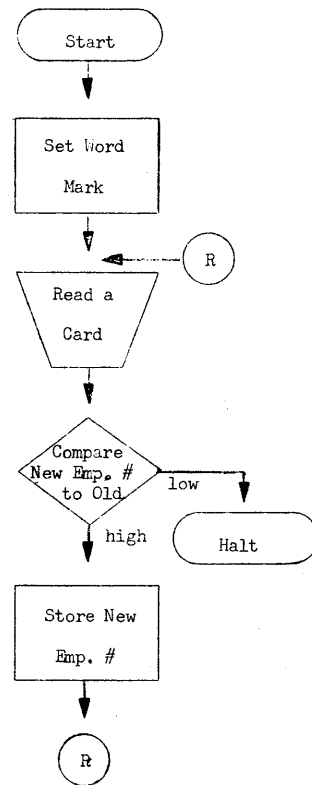 Start
Set Word
Mark
R
Read a
Card
Compare
New Emp. #
to Old
low
high
Halt
Store New
Emp. #
R